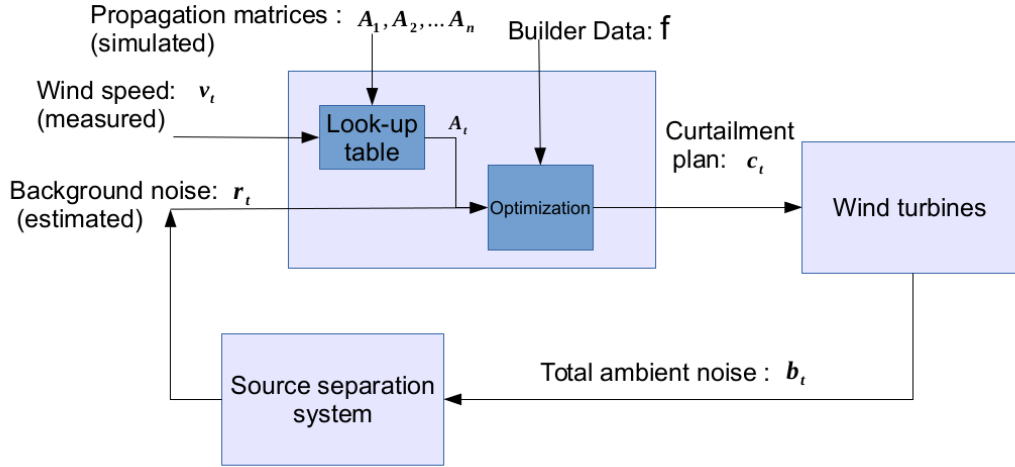 Propagation matrices : A₁, A₂, ... Aₙ
(simulated)
Builder Data: f
Wind speed: vₜ
(measured)
Look-up
table
Aₜ
Curtailment
plan: cₜ
Background noise: rₜ
(estimated)
Optimization
Wind turbines
Source separation
system
Total ambient noise : bₜ